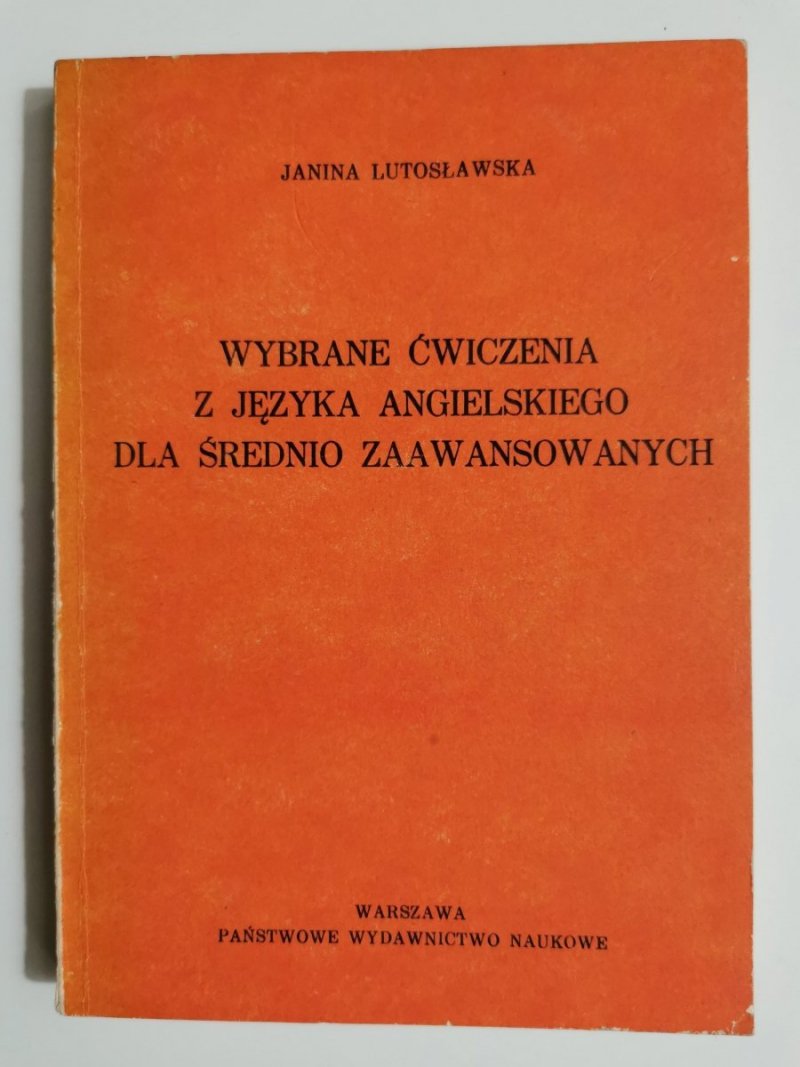 JANINA LUTOSŁAWSKA
WYBRANE ĆWICZENIA
Z JĘZYKA ANGIELSKIEGO
DLA ŚREDNIO ZAAWANSOWANYCH
WARSZAWA
PAŃSTWOWE WYDAWNICTWO NAUKOWE